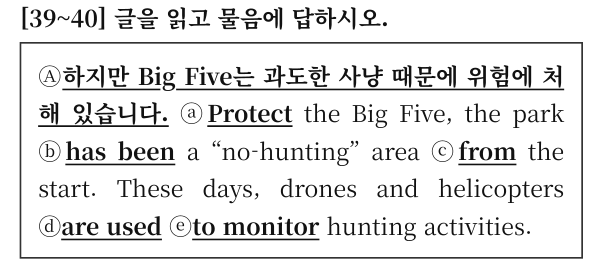 [39~40] 글을 읽고 물음에 답하시오.
Ⓐ하지만 Big Five는 과도한 사냥 때문에 위험에 처
해 있습니다. ⓐProtect the Big Five, the park
ⓑhas been a “no-hunting” area ⓒfrom the
start. These days, drones and helicopters
ⓓare used ⓔto monitor hunting activities.